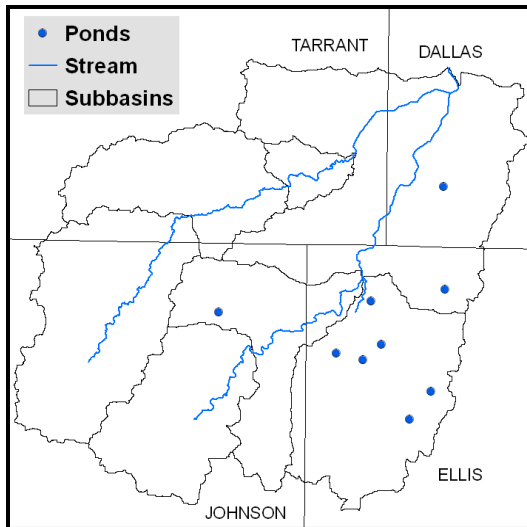 Ponds
Stream
Subbasins
TARRANT
DALLAS
ELLIS
JOHNSON